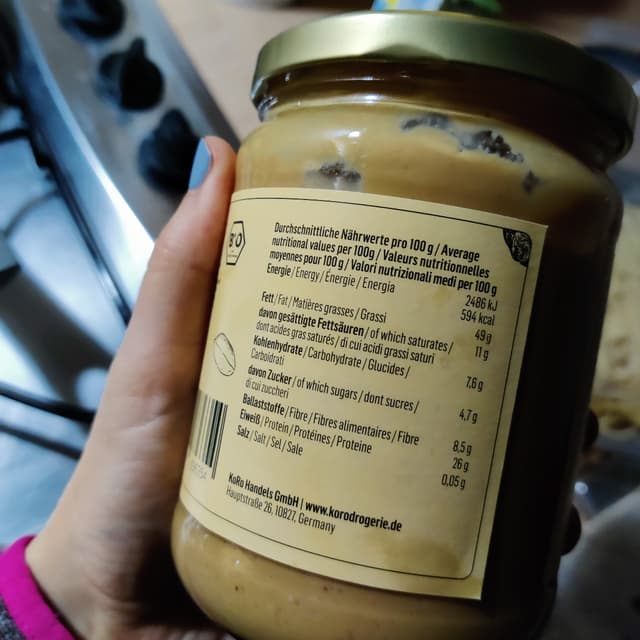 BIO
Durchschnittliche Nährwerte pro 100 g / Average
nutritional values per 100g / Valeurs nutritionnelles
moyennes pour 100 g / Valori nutrizionali medi per 100 g
Energie / Energy / Énergie / Energia
2486 kJ
594 kcal
Fett / Fat / Matières grasses / Grassi
49 g
davon gesättigte Fettsäuren / of which saturates /
dont acides gras saturés / di cui acidi grassi saturi
11 g
Kohlenhydrate / Carbohydrate / Glucides /
Carboidrati
7,6 g
davon Zucker / of which sugars / dont sucres /
di cui zuccheri
4,7 g
Ballaststoffe / Fibre / Fibres alimentaires / Fibre
8,5 g
Eiweiß / Protein / Protéines / Proteine
26 g
Salz / Salt / Sel / Sale
0,05 g
KoRo Handels GmbH | www.korodrogerie.de
Hauptstraße 26, 10827, Germany